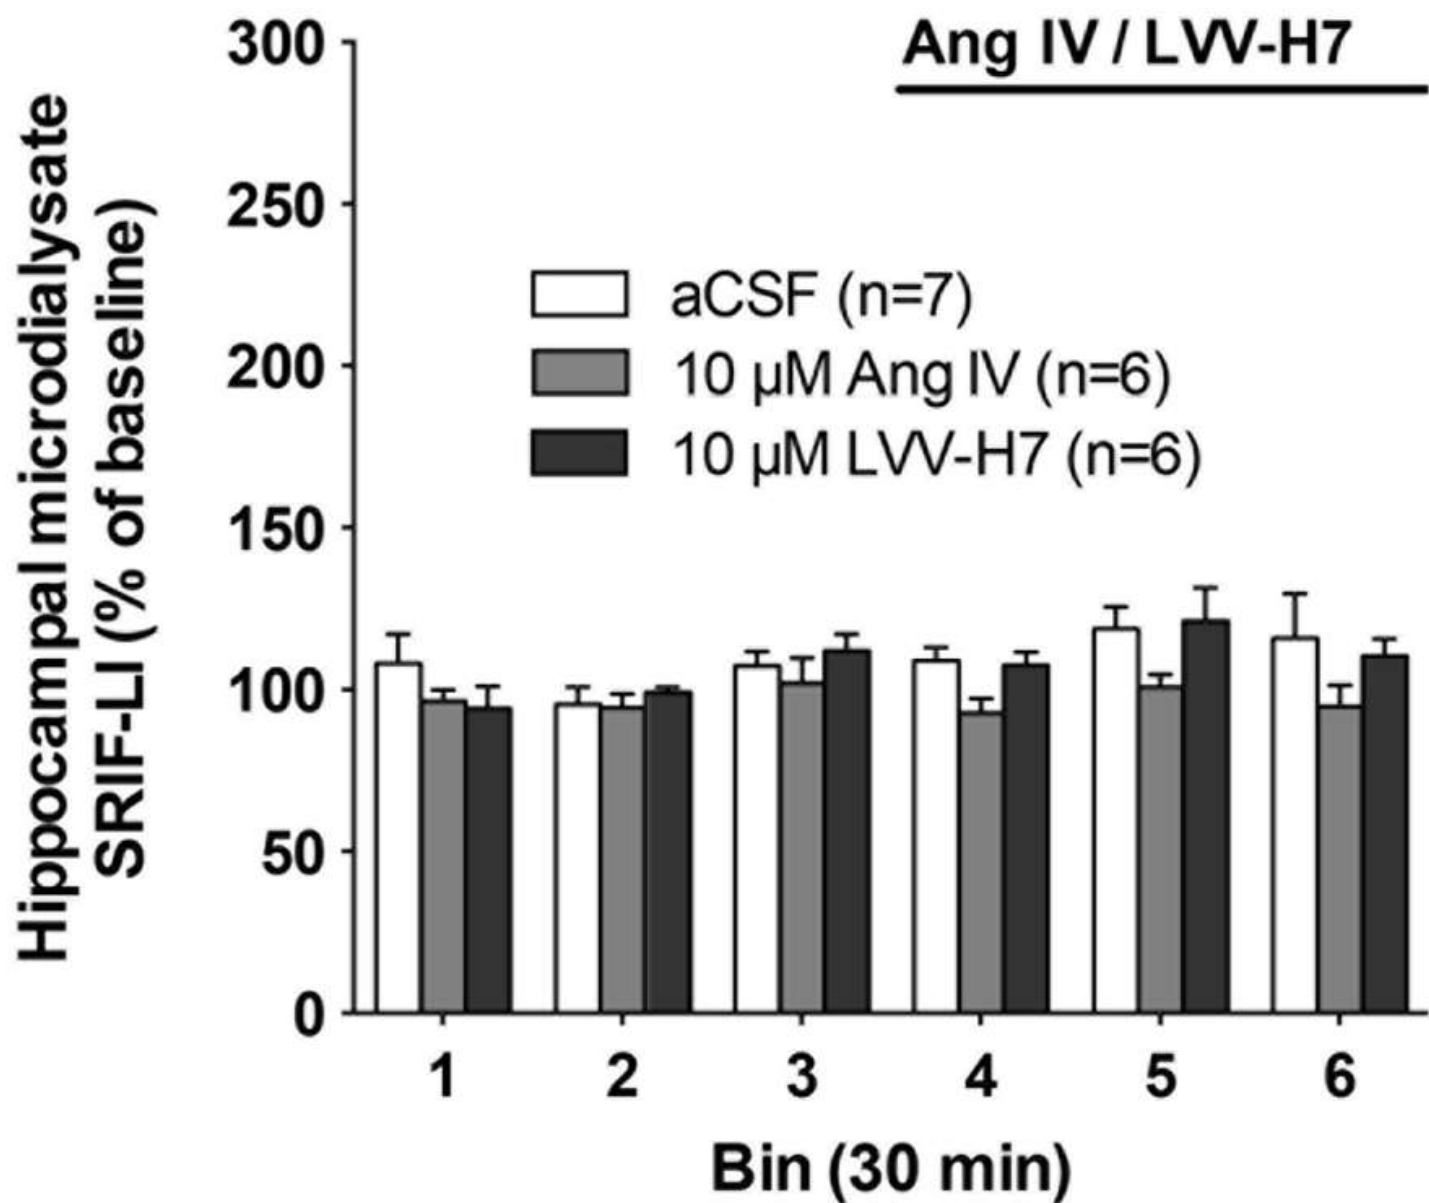 Ang IV / LVV-H7
Hippocampal microdialysate
SRIF-LI (% of baseline)
300
250
200
150
100
50
0
aCSF (n=7)
10 µM Ang IV (n=6)
10 µM LVV-H7 (n=6)
1 2 3 4 5 6
Bin (30 min)